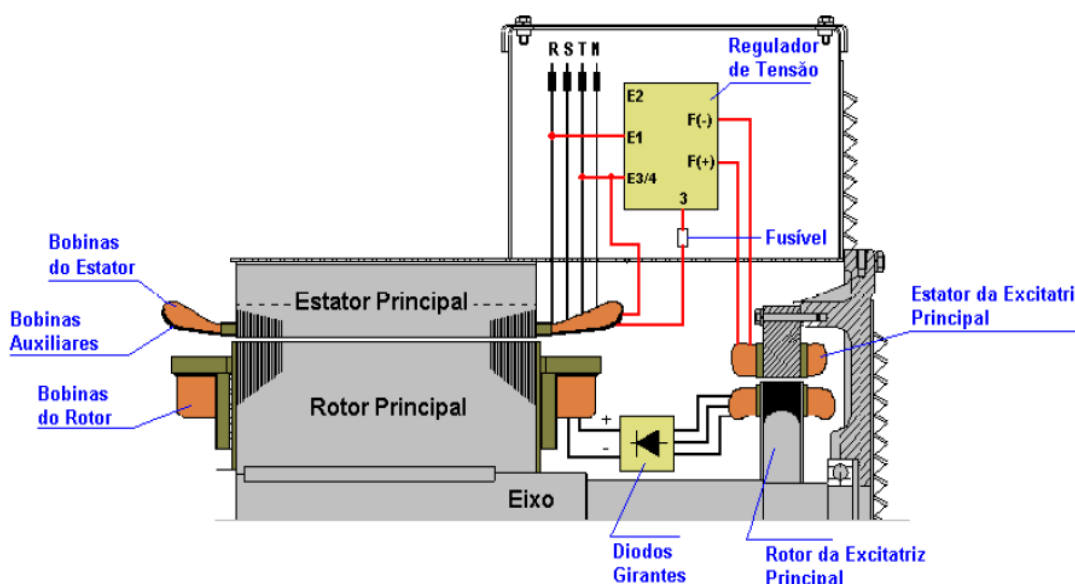 R S T N
Regulador
de Tensão
E2
F(-)
E1
F(+)
E3/4
3
Fusível
Bobinas
do Estator
Estator Principal
Estator da Excitatriz
Principal
Bobinas
Auxiliares
Bobinas
do Rotor
Rotor Principal
+
-
Eixo
Diodos
Girantes
Rotor da Excitatriz
Principal